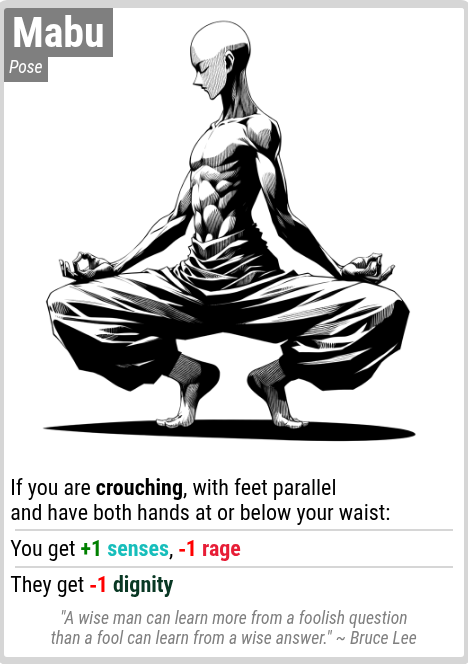 Mabu
Pose
If you are crouching, with feet parallel
and have both hands at or below your waist:
You get +1 senses, -1 rage
They get -1 dignity
"A wise man can learn more from a foolish question
than a fool can learn from a wise answer." ~ Bruce Lee